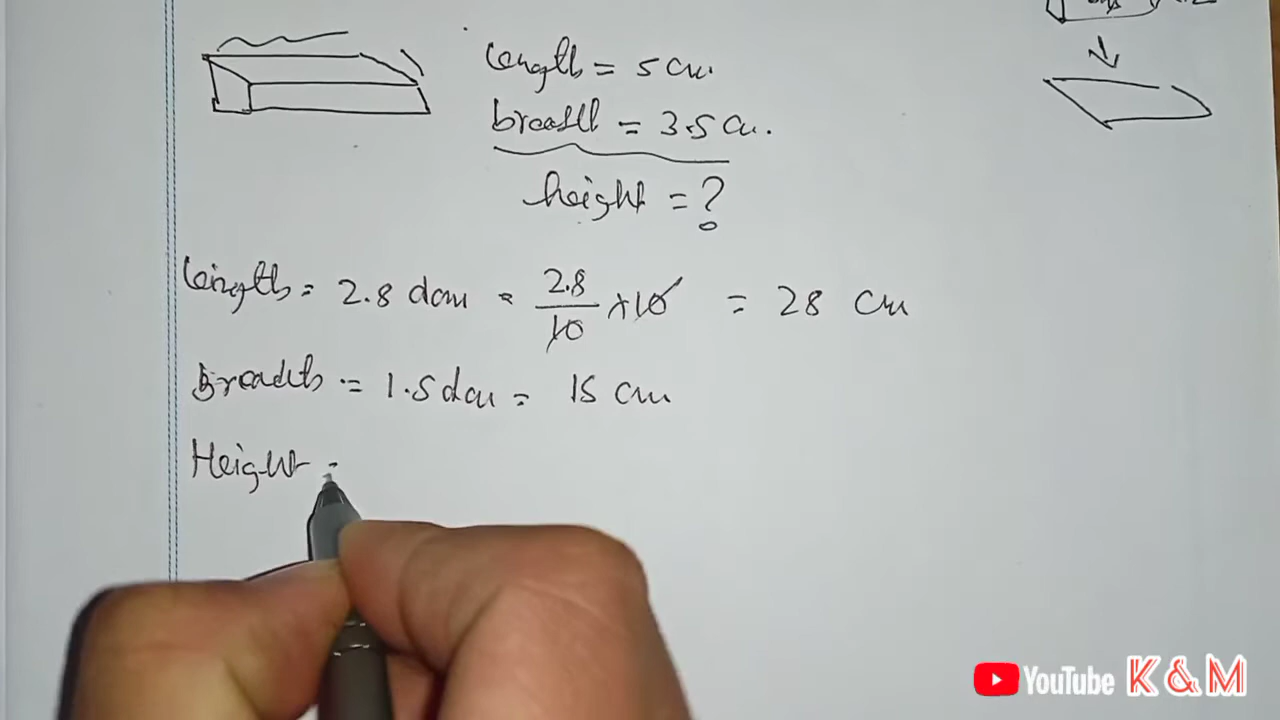 length = 5 cm.
breadth = 3.5 cm.
height = ?
length = 2.8 dcm = 2.8/10 × 10 = 28 cm
Breadth = 1.5 dcm = 15 cm
Height =
YouTube K & M